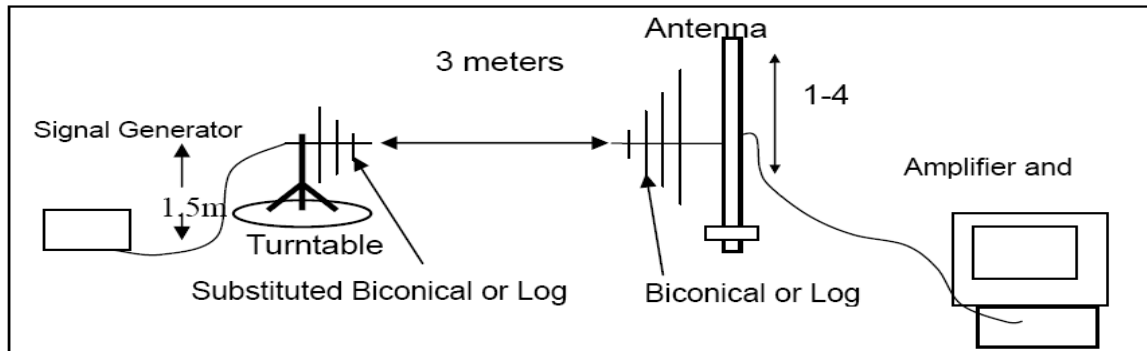 Antenna
3 meters
1-4
Signal Generator
Amplifier and
1.5m
Turntable
Substituted Biconical or Log
Biconical or Log